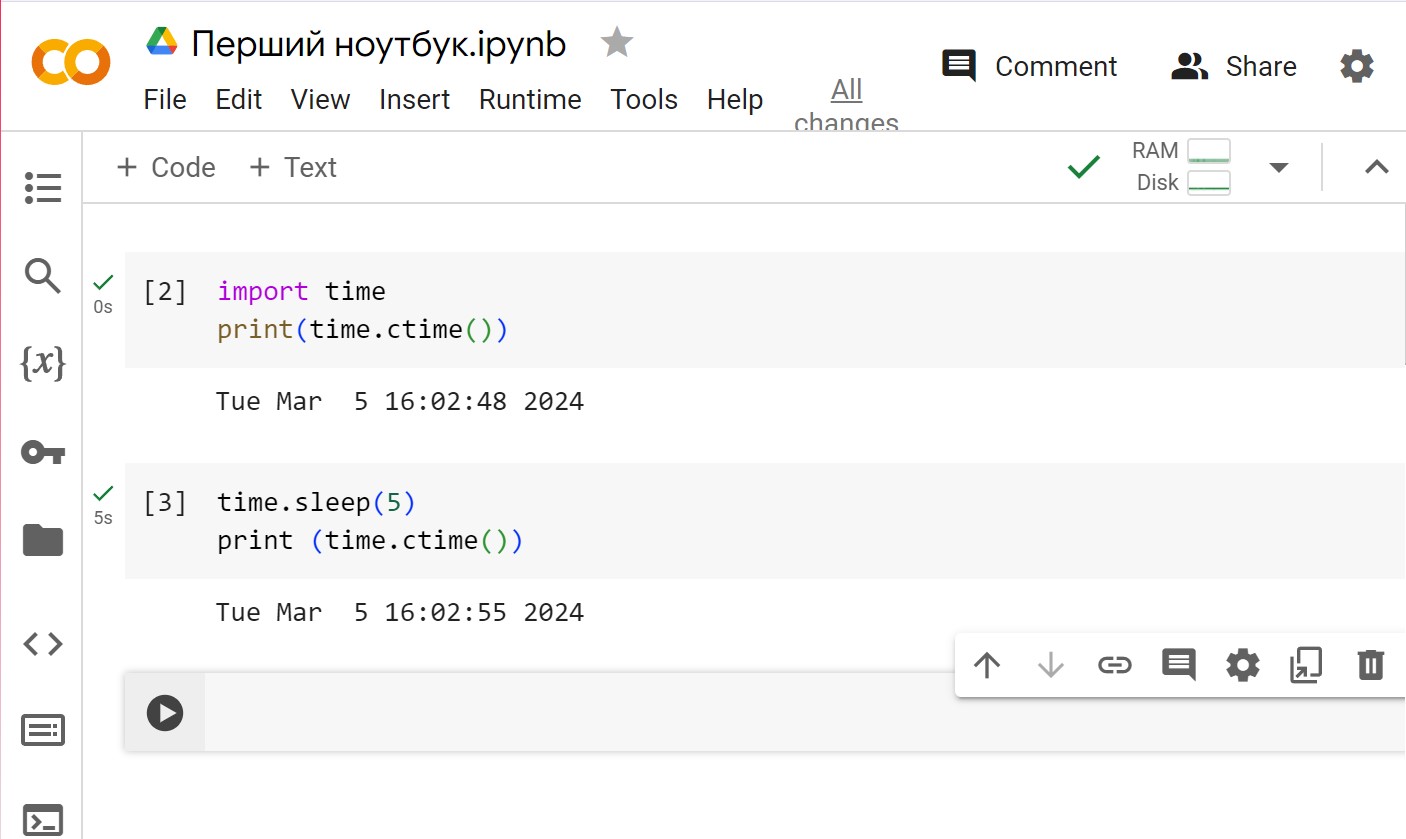 Перший ноутбук.ipynb
File Edit View Insert Runtime Tools Help
All changes
Comment
Share
+ Code + Text
RAM
Disk
[2] import time
print(time.ctime())
0s
Tue Mar  5 16:02:48 2024
[3] time.sleep(5)
print (time.ctime())
5s
Tue Mar  5 16:02:55 2024
{x}